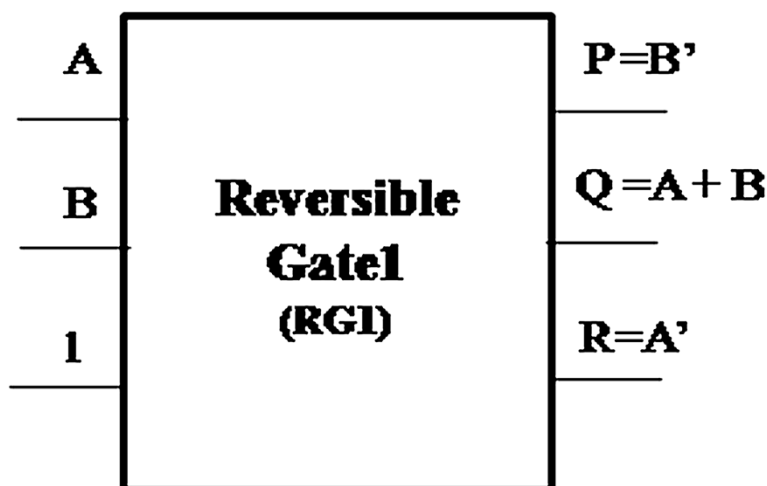 A
P=B’
B
Reversible
Gate1
(RG1)
Q=A+B
1
R=A’